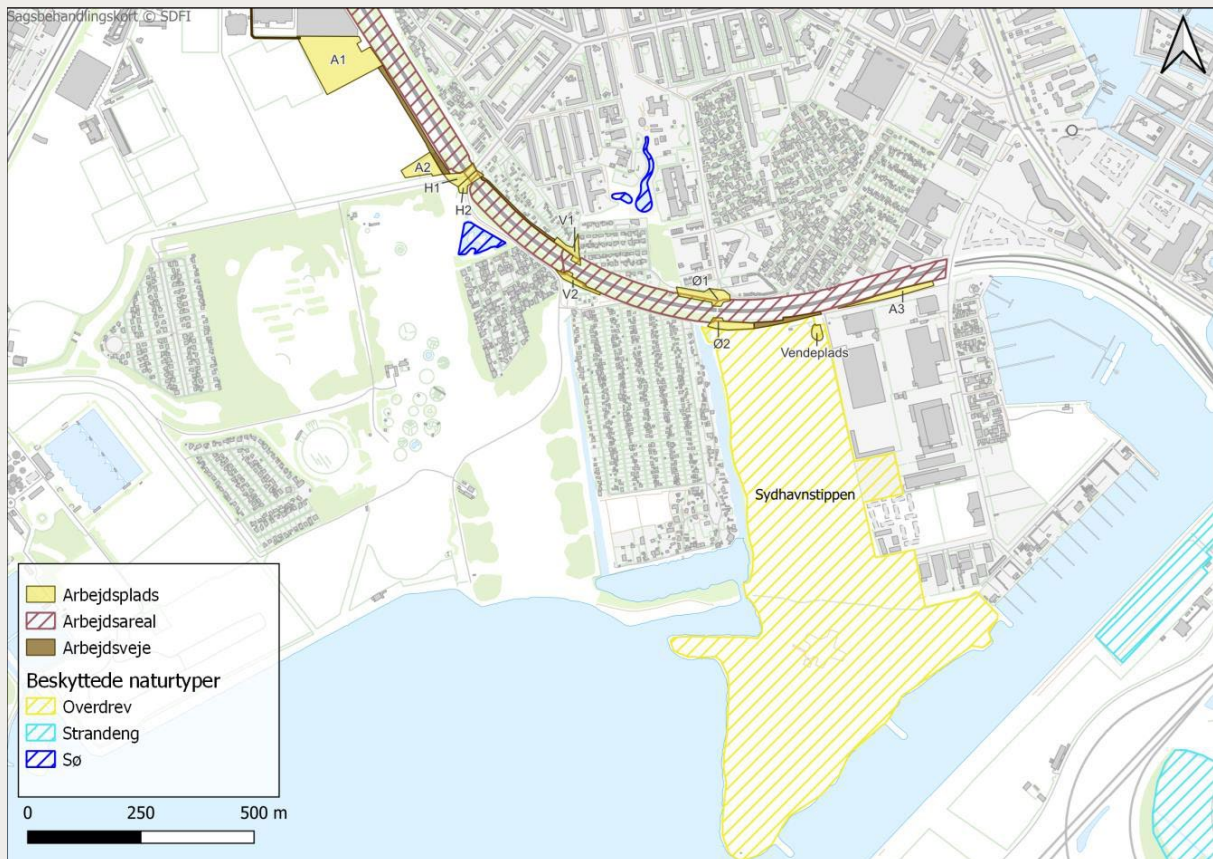 Sagsbehandlingskort © SDFI
A1
A2
H1
H2
V1
V2
Ø1
Ø2
A3
Vendeplads
Sydhavnstippen
Arbejdsplads
Arbejdsareal
Arbejdsveje
Beskyttede naturtyper
Overdrev
Strandeng
Sø
0 250 500 m